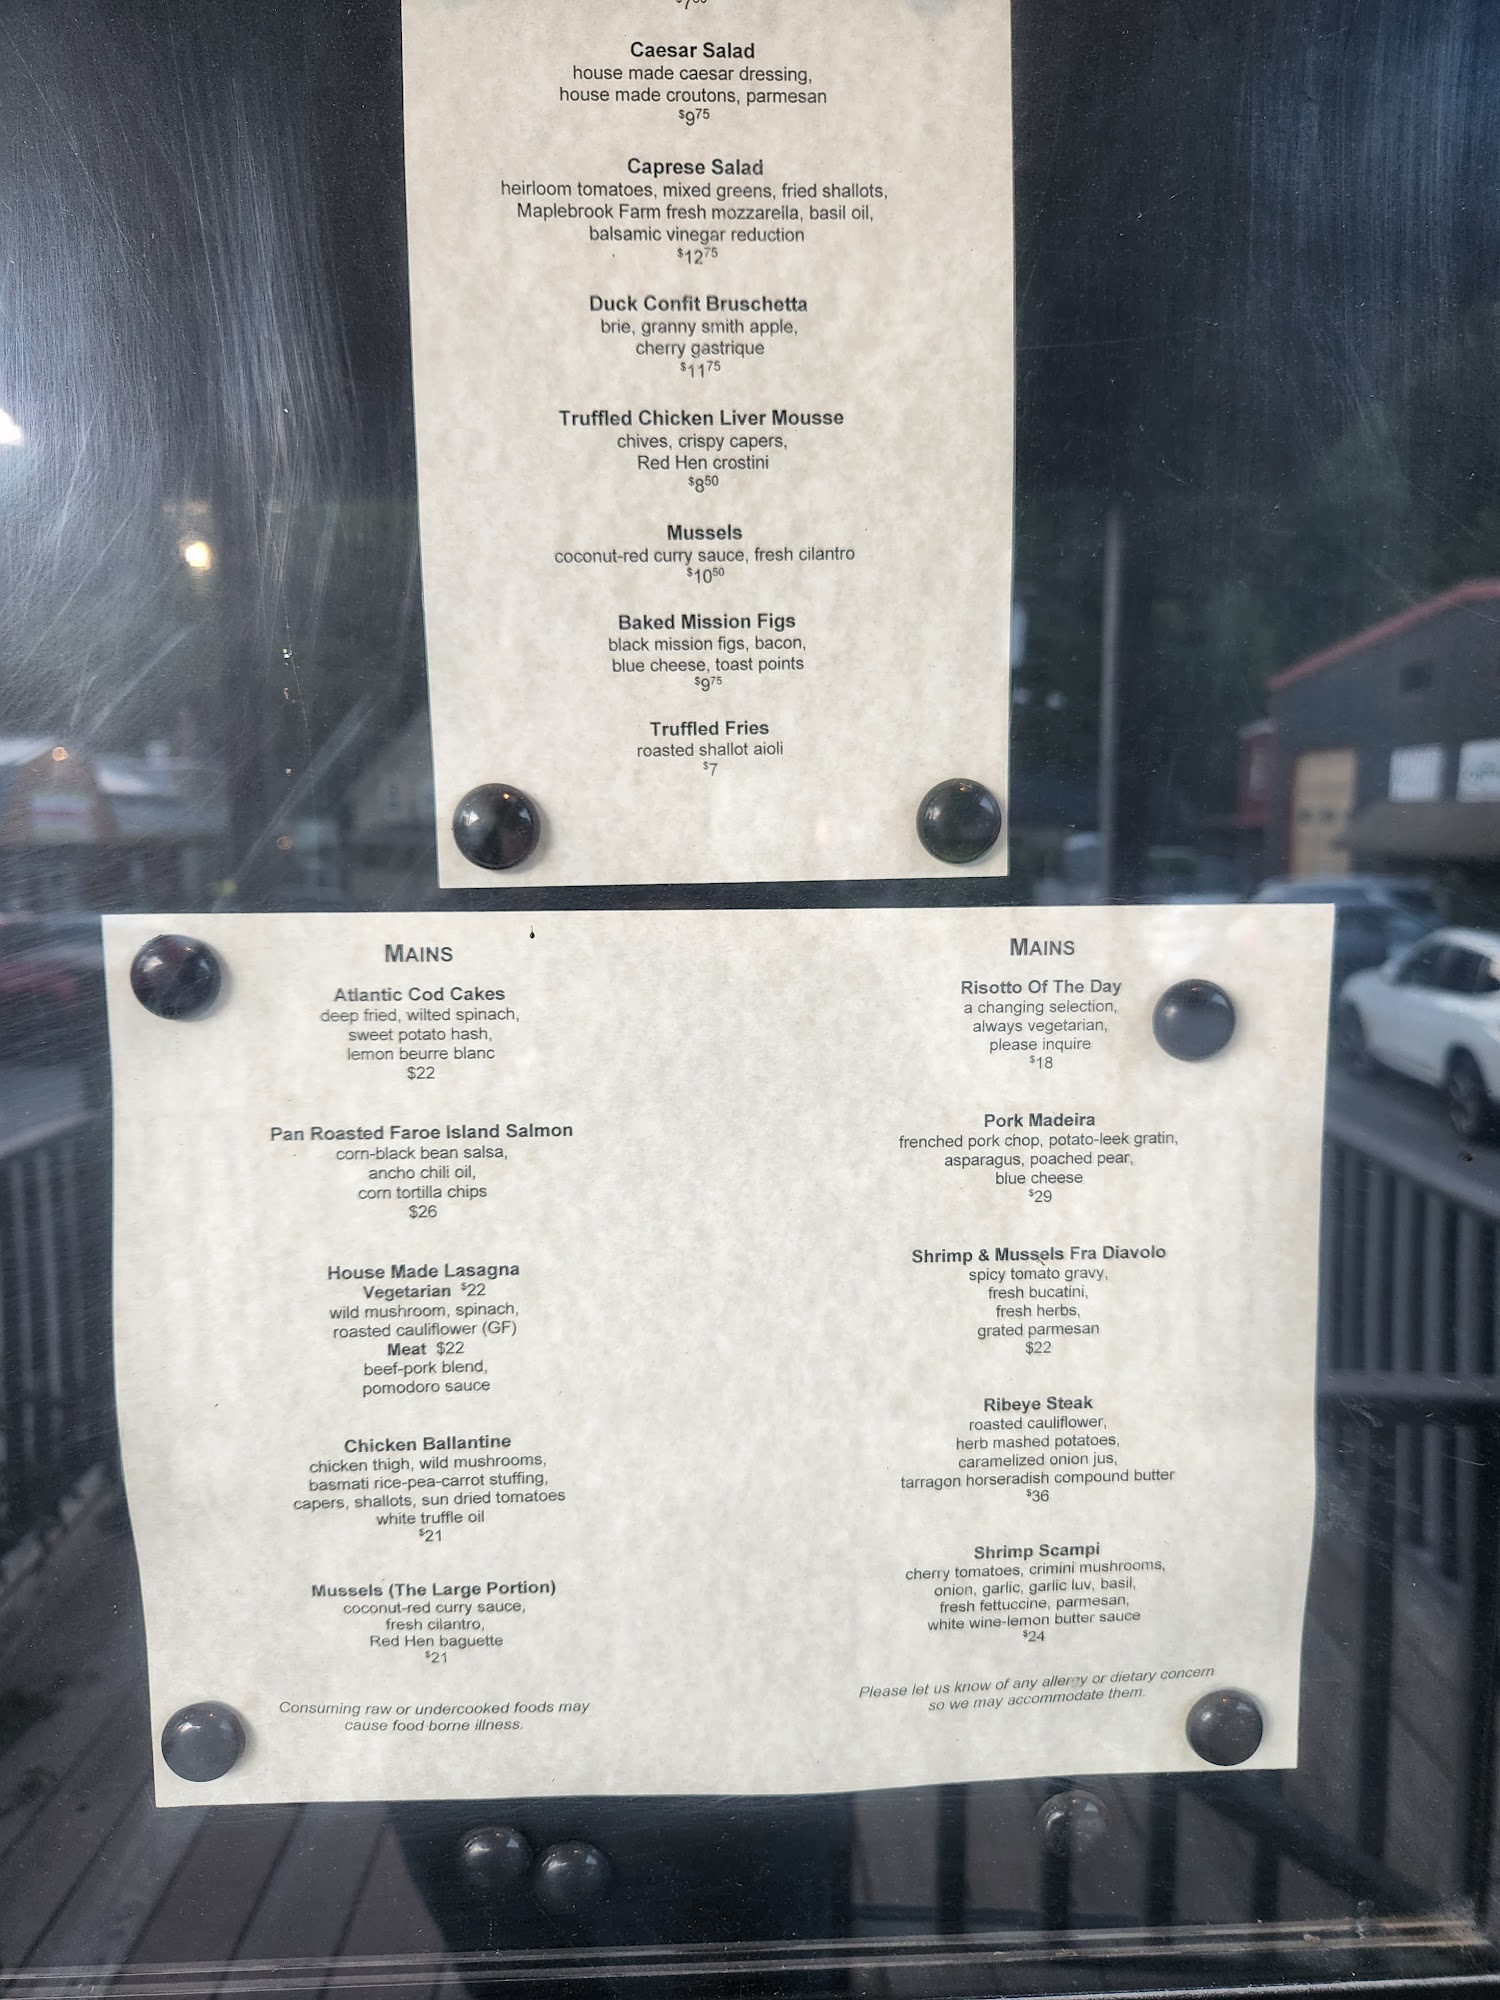 Caesar Salad
house made caesar dressing,
house made croutons, parmesan
$975
Caprese Salad
heirloom tomatoes, mixed greens, fried shallots,
Maplebrook Farm fresh mozzarella, basil oil,
balsamic vinegar reduction
$1275
Duck Confit Bruschetta
brie, granny smith apple,
cherry gastrique
$1175
Truffled Chicken Liver Mousse
chives, crispy capers,
Red Hen crostini
$850
Mussels
coconut-red curry sauce, fresh cilantro
$1050
Baked Mission Figs
black mission figs, bacon,
blue cheese, toast points
$975
Truffled Fries
roasted shallot aioli
$7
MAINS
Atlantic Cod Cakes
deep fried, wilted spinach,
sweet potato hash,
lemon beurre blanc
$22
Pan Roasted Faroe Island Salmon
corn-black bean salsa,
ancho chili oil,
corn tortilla chips
$26
House Made Lasagna
Vegetarian $22
wild mushroom, spinach,
roasted cauliflower (GF)
Meat $22
beef-pork blend,
pomodoro sauce
Chicken Ballantine
chicken thigh, wild mushrooms,
basmati rice-pea-carrot stuffing,
capers, shallots, sun dried tomatoes
white truffle oil
$21
Mussels (The Large Portion)
coconut-red curry sauce,
fresh cilantro,
Red Hen baguette
$21
Consuming raw or undercooked foods may
cause food borne illness.
MAINS
Risotto Of The Day
a changing selection,
always vegetarian,
please inquire
$18
Pork Madeira
frenched pork chop, potato-leek gratin,
asparagus, poached pear,
blue cheese
$29
Shrimp & Mussels Fra Diavolo
spicy tomato gravy,
fresh bucatini,
fresh herbs,
grated parmesan
$22
Ribeye Steak
roasted cauliflower,
herb mashed potatoes,
caramelized onion jus,
tarragon horseradish compound butter
$36
Shrimp Scampi
cherry tomatoes, crimini mushrooms,
onion, garlic, garlic luv, basil,
fresh fettuccine, parmesan,
white wine-lemon butter sauce
$24
Please let us know of any allergy or dietary concern
so we may accommodate them.